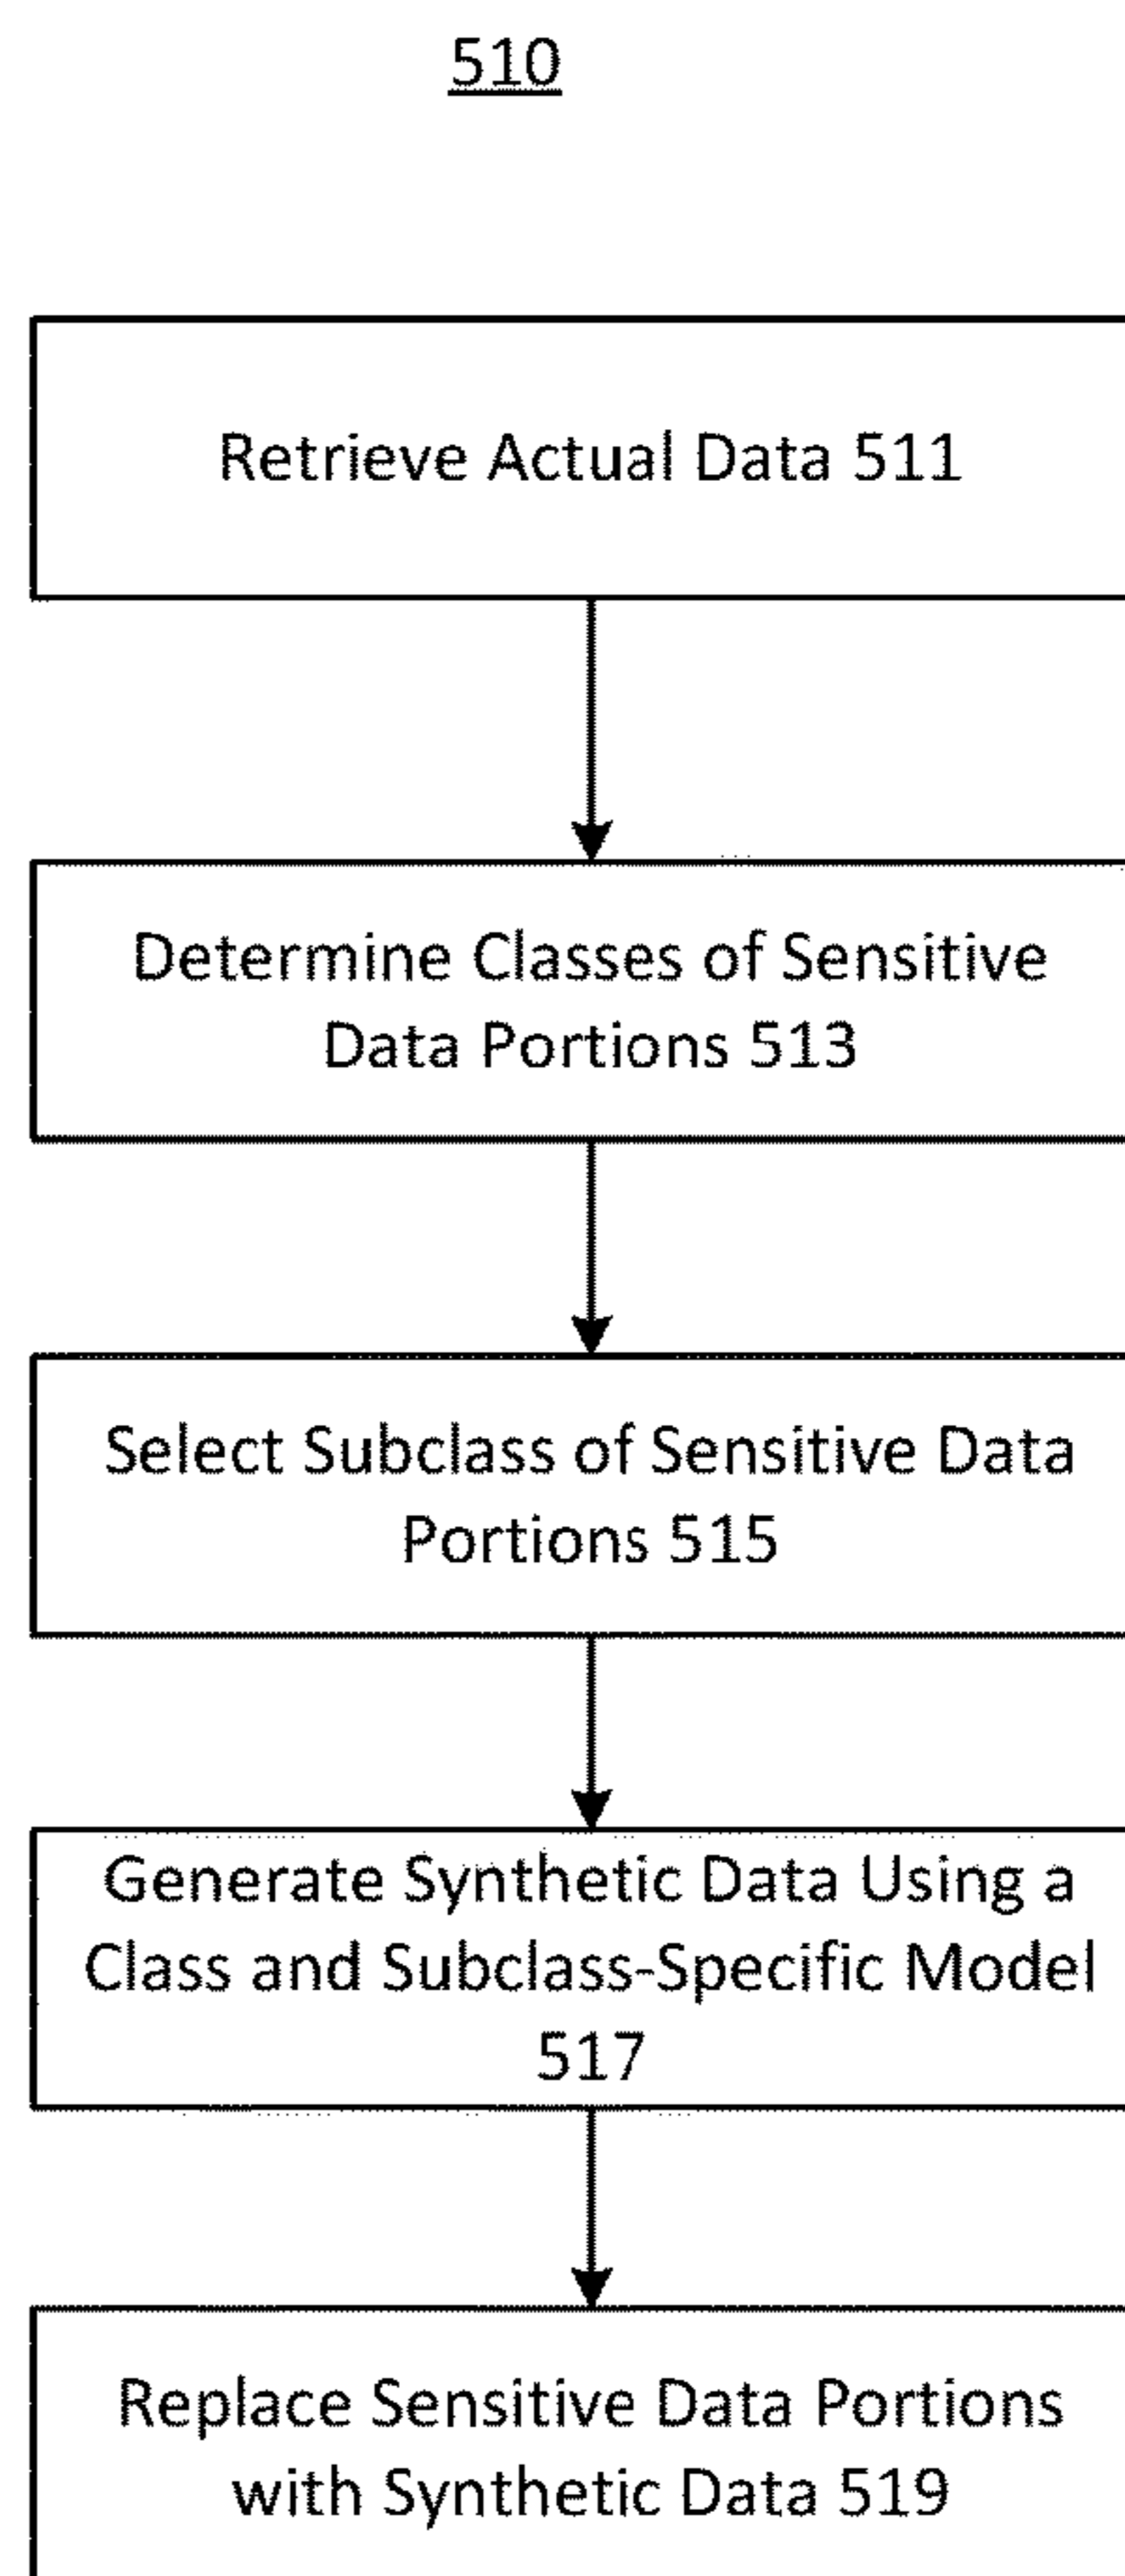 510
Retrieve Actual Data 511
Determine Classes of Sensitive
Data Portions 513
Select Subclass of Sensitive Data
Portions 515
Generate Synthetic Data Using a
Class and Subclass-Specific Model
517
Replace Sensitive Data Portions
with Synthetic Data 519